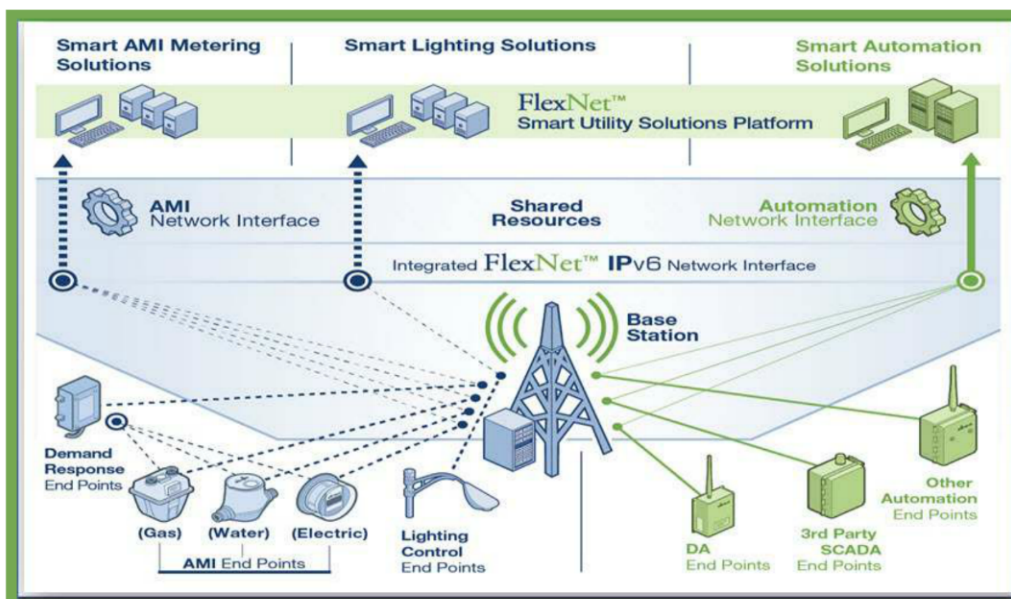 Smart AMI Metering
Solutions
Smart Lighting Solutions
Smart Automation
Solutions
FlexNet™
Smart Utility Solutions Platform
AMI
Network Interface
Shared
Resources
Automation
Network Interface
Integrated FlexNet™ IPv6 Network Interface
Base
Station
Demand
Response
End Points
(Gas)
(Water)
(Electric)
AMI End Points
Lighting
Control
End Points
DA
End Points
3rd Party
SCADA
End Points
Other
Automation
End Points